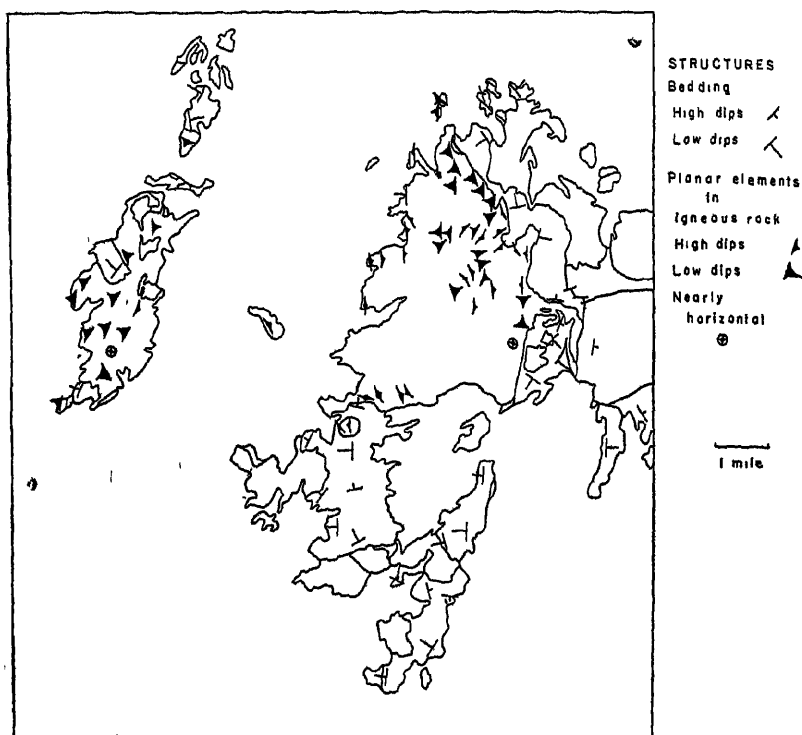 STRUCTURES
Bedding
High dips
Low dips
Planar elements
in
igneous rock
High dips
Low dips
Nearly
horizontal
1 mile